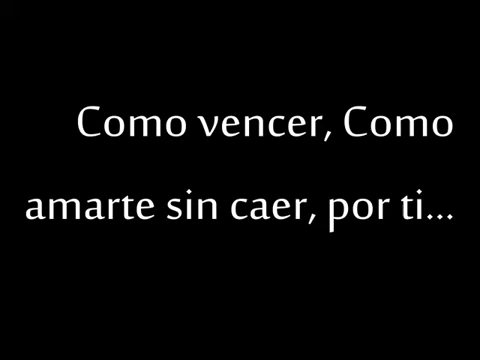 Como vencer, Como
amarte sin caer, por ti...